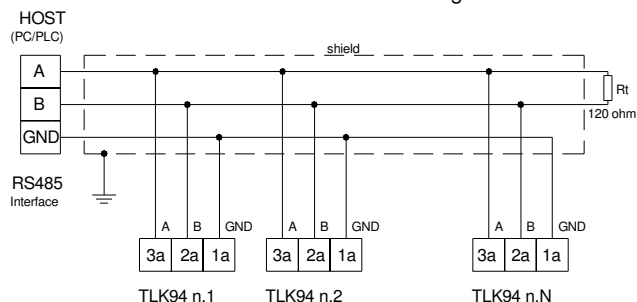 HOST
(PC/PLC)
shield
A
B
GND
Rt
120 ohm
RS485
Interface
A B GND A B GND A B GND
3a 2a 1a 3a 2a 1a 3a 2a 1a
TLK94 n.1 TLK94 n.2 TLK94 n.N